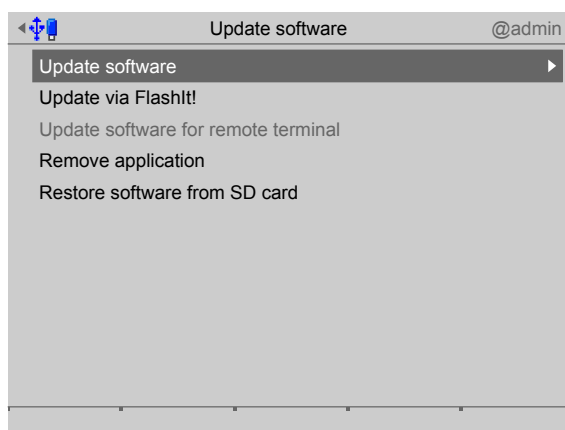 Update software
@admin
Update software
Update via FlashIt!
Update software for remote terminal
Remove application
Restore software from SD card